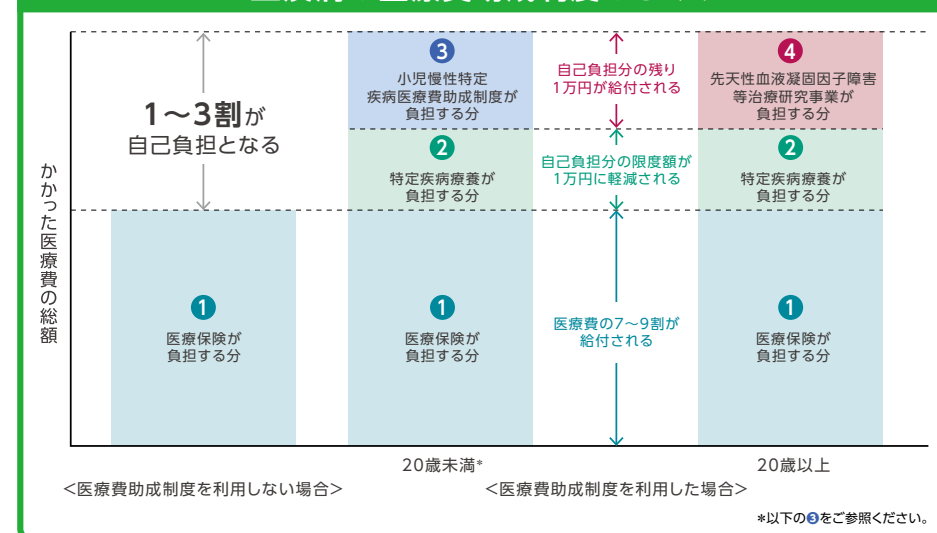 かかった医療費の総額
1〜3割が
自己負担となる
1
医療保険が
負担する分
3
小児慢性特定
疾病医療費助成制度が
負担する分
2
特定疾病療養が
負担する分
1
医療保険が
負担する分
自己負担分の残り
1万円が給付される
自己負担分の限度額が
1万円に軽減される
医療費の7〜9割が
給付される
4
先天性血液凝固因子障害
等治療研究事業が
負担する分
2
特定疾病療養が
負担する分
1
医療保険が
負担する分
20歳未満*
20歳以上
<医療費助成制度を利用しない場合>
<医療費助成制度を利用した場合>
*以下の3をご参照ください。